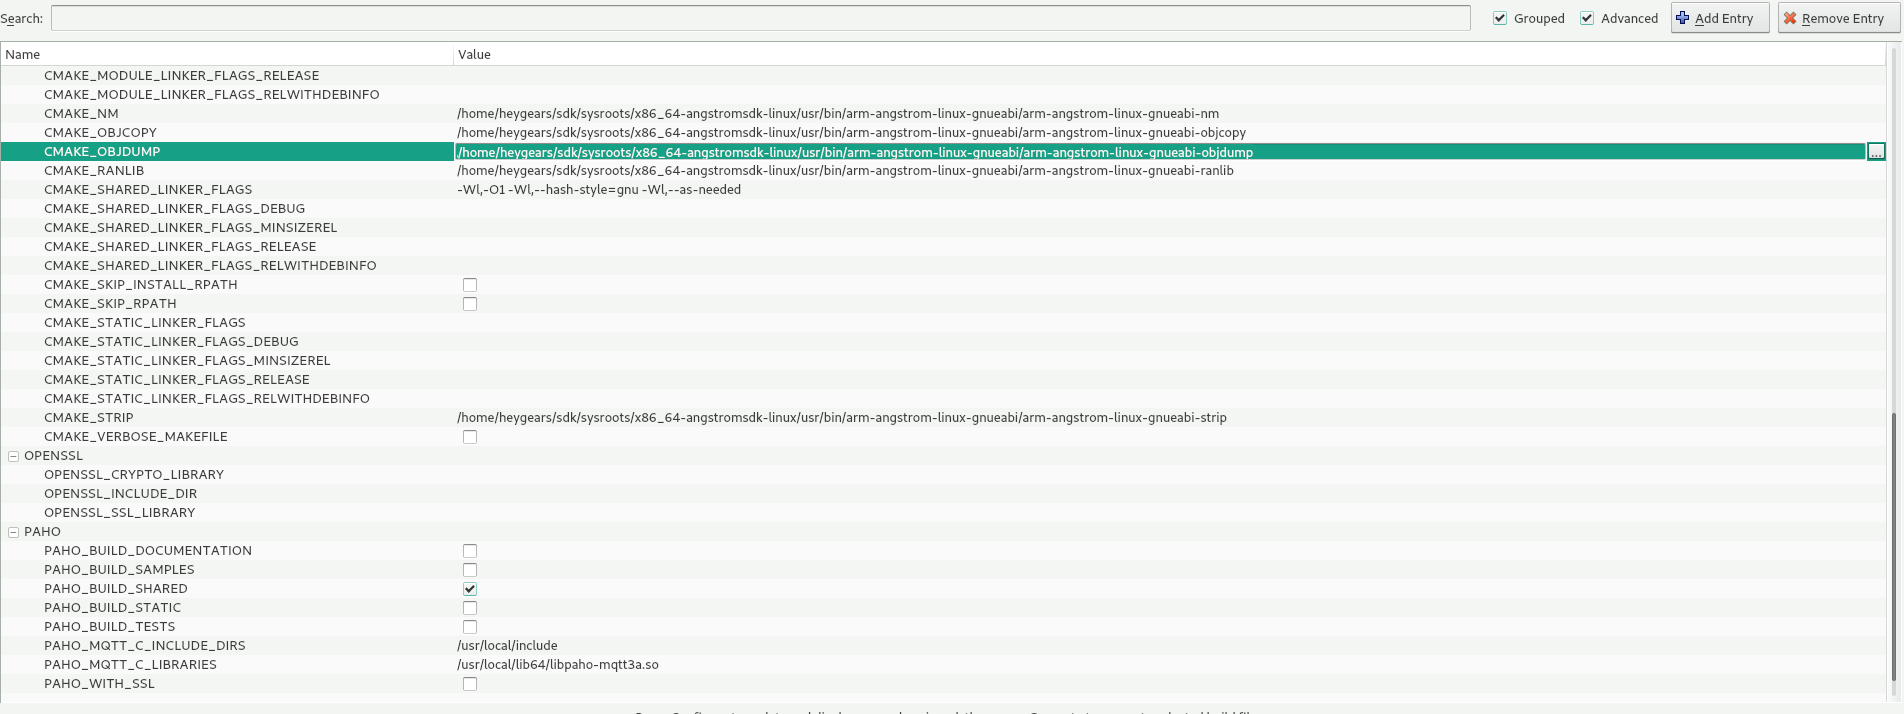 Search: Grouped Advanced Add Entry Remove Entry
Name Value
CMAKE_MODULE_LINKER_FLAGS_RELEASE
CMAKE_MODULE_LINKER_FLAGS_RELWITHDEBINFO
CMAKE_NM /home/heygears/sdk/sysroots/x86_64-angstromsdk-linux/usr/bin/arm-angstrom-linux-gnueabi/arm-angstrom-linux-gnueabi-nm
CMAKE_OBJCOPY /home/heygears/sdk/sysroots/x86_64-angstromsdk-linux/usr/bin/arm-angstrom-linux-gnueabi/arm-angstrom-linux-gnueabi-objcopy
CMAKE_OBJDUMP /home/heygears/sdk/sysroots/x86_64-angstromsdk-linux/usr/bin/arm-angstrom-linux-gnueabi/arm-angstrom-linux-gnueabi-objdump ...
CMAKE_RANLIB /home/heygears/sdk/sysroots/x86_64-angstromsdk-linux/usr/bin/arm-angstrom-linux-gnueabi/arm-angstrom-linux-gnueabi-ranlib
CMAKE_SHARED_LINKER_FLAGS -Wl,-O1 -Wl,--hash-style=gnu -Wl,--as-needed
CMAKE_SHARED_LINKER_FLAGS_DEBUG
CMAKE_SHARED_LINKER_FLAGS_MINSIZEREL
CMAKE_SHARED_LINKER_FLAGS_RELEASE
CMAKE_SHARED_LINKER_FLAGS_RELWITHDEBINFO
CMAKE_SKIP_INSTALL_RPATH
CMAKE_SKIP_RPATH
CMAKE_STATIC_LINKER_FLAGS
CMAKE_STATIC_LINKER_FLAGS_DEBUG
CMAKE_STATIC_LINKER_FLAGS_MINSIZEREL
CMAKE_STATIC_LINKER_FLAGS_RELEASE
CMAKE_STATIC_LINKER_FLAGS_RELWITHDEBINFO
CMAKE_STRIP /home/heygears/sdk/sysroots/x86_64-angstromsdk-linux/usr/bin/arm-angstrom-linux-gnueabi/arm-angstrom-linux-gnueabi-strip
CMAKE_VERBOSE_MAKEFILE
OPENSSL
OPENSSL_CRYPTO_LIBRARY
OPENSSL_INCLUDE_DIR
OPENSSL_SSL_LIBRARY
PAHO
PAHO_BUILD_DOCUMENTATION
PAHO_BUILD_SAMPLES
PAHO_BUILD_SHARED
PAHO_BUILD_STATIC
PAHO_BUILD_TESTS
PAHO_MQTT_C_INCLUDE_DIRS /usr/local/include
PAHO_MQTT_C_LIBRARIES /usr/local/lib64/libpaho-mqtt3a.so
PAHO_WITH_SSL